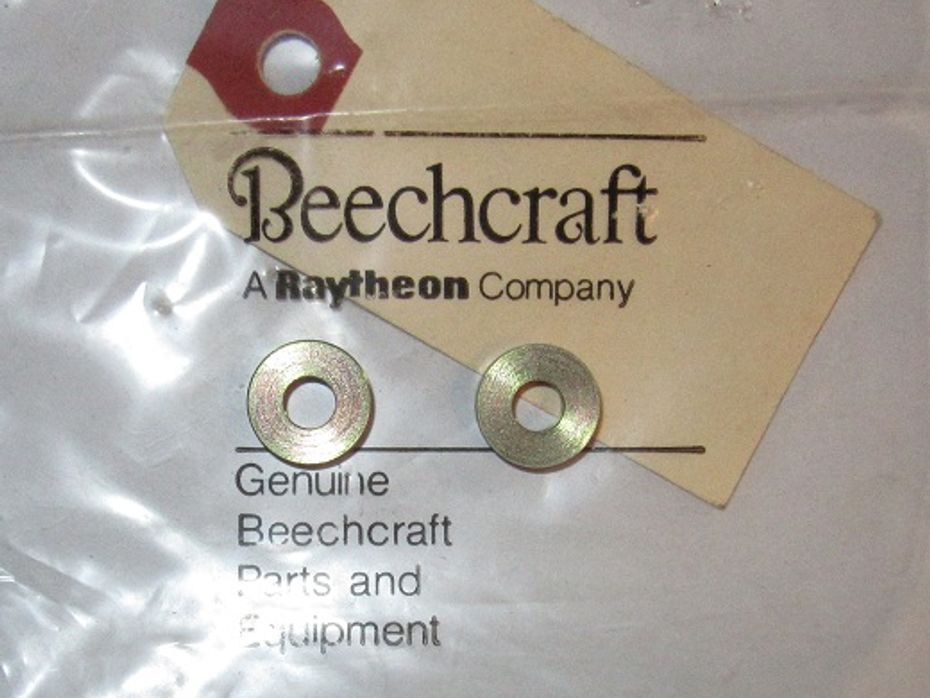 Beechcraft
A Raytheon Company
Genuine
Beechcraft
Parts and
Equipment